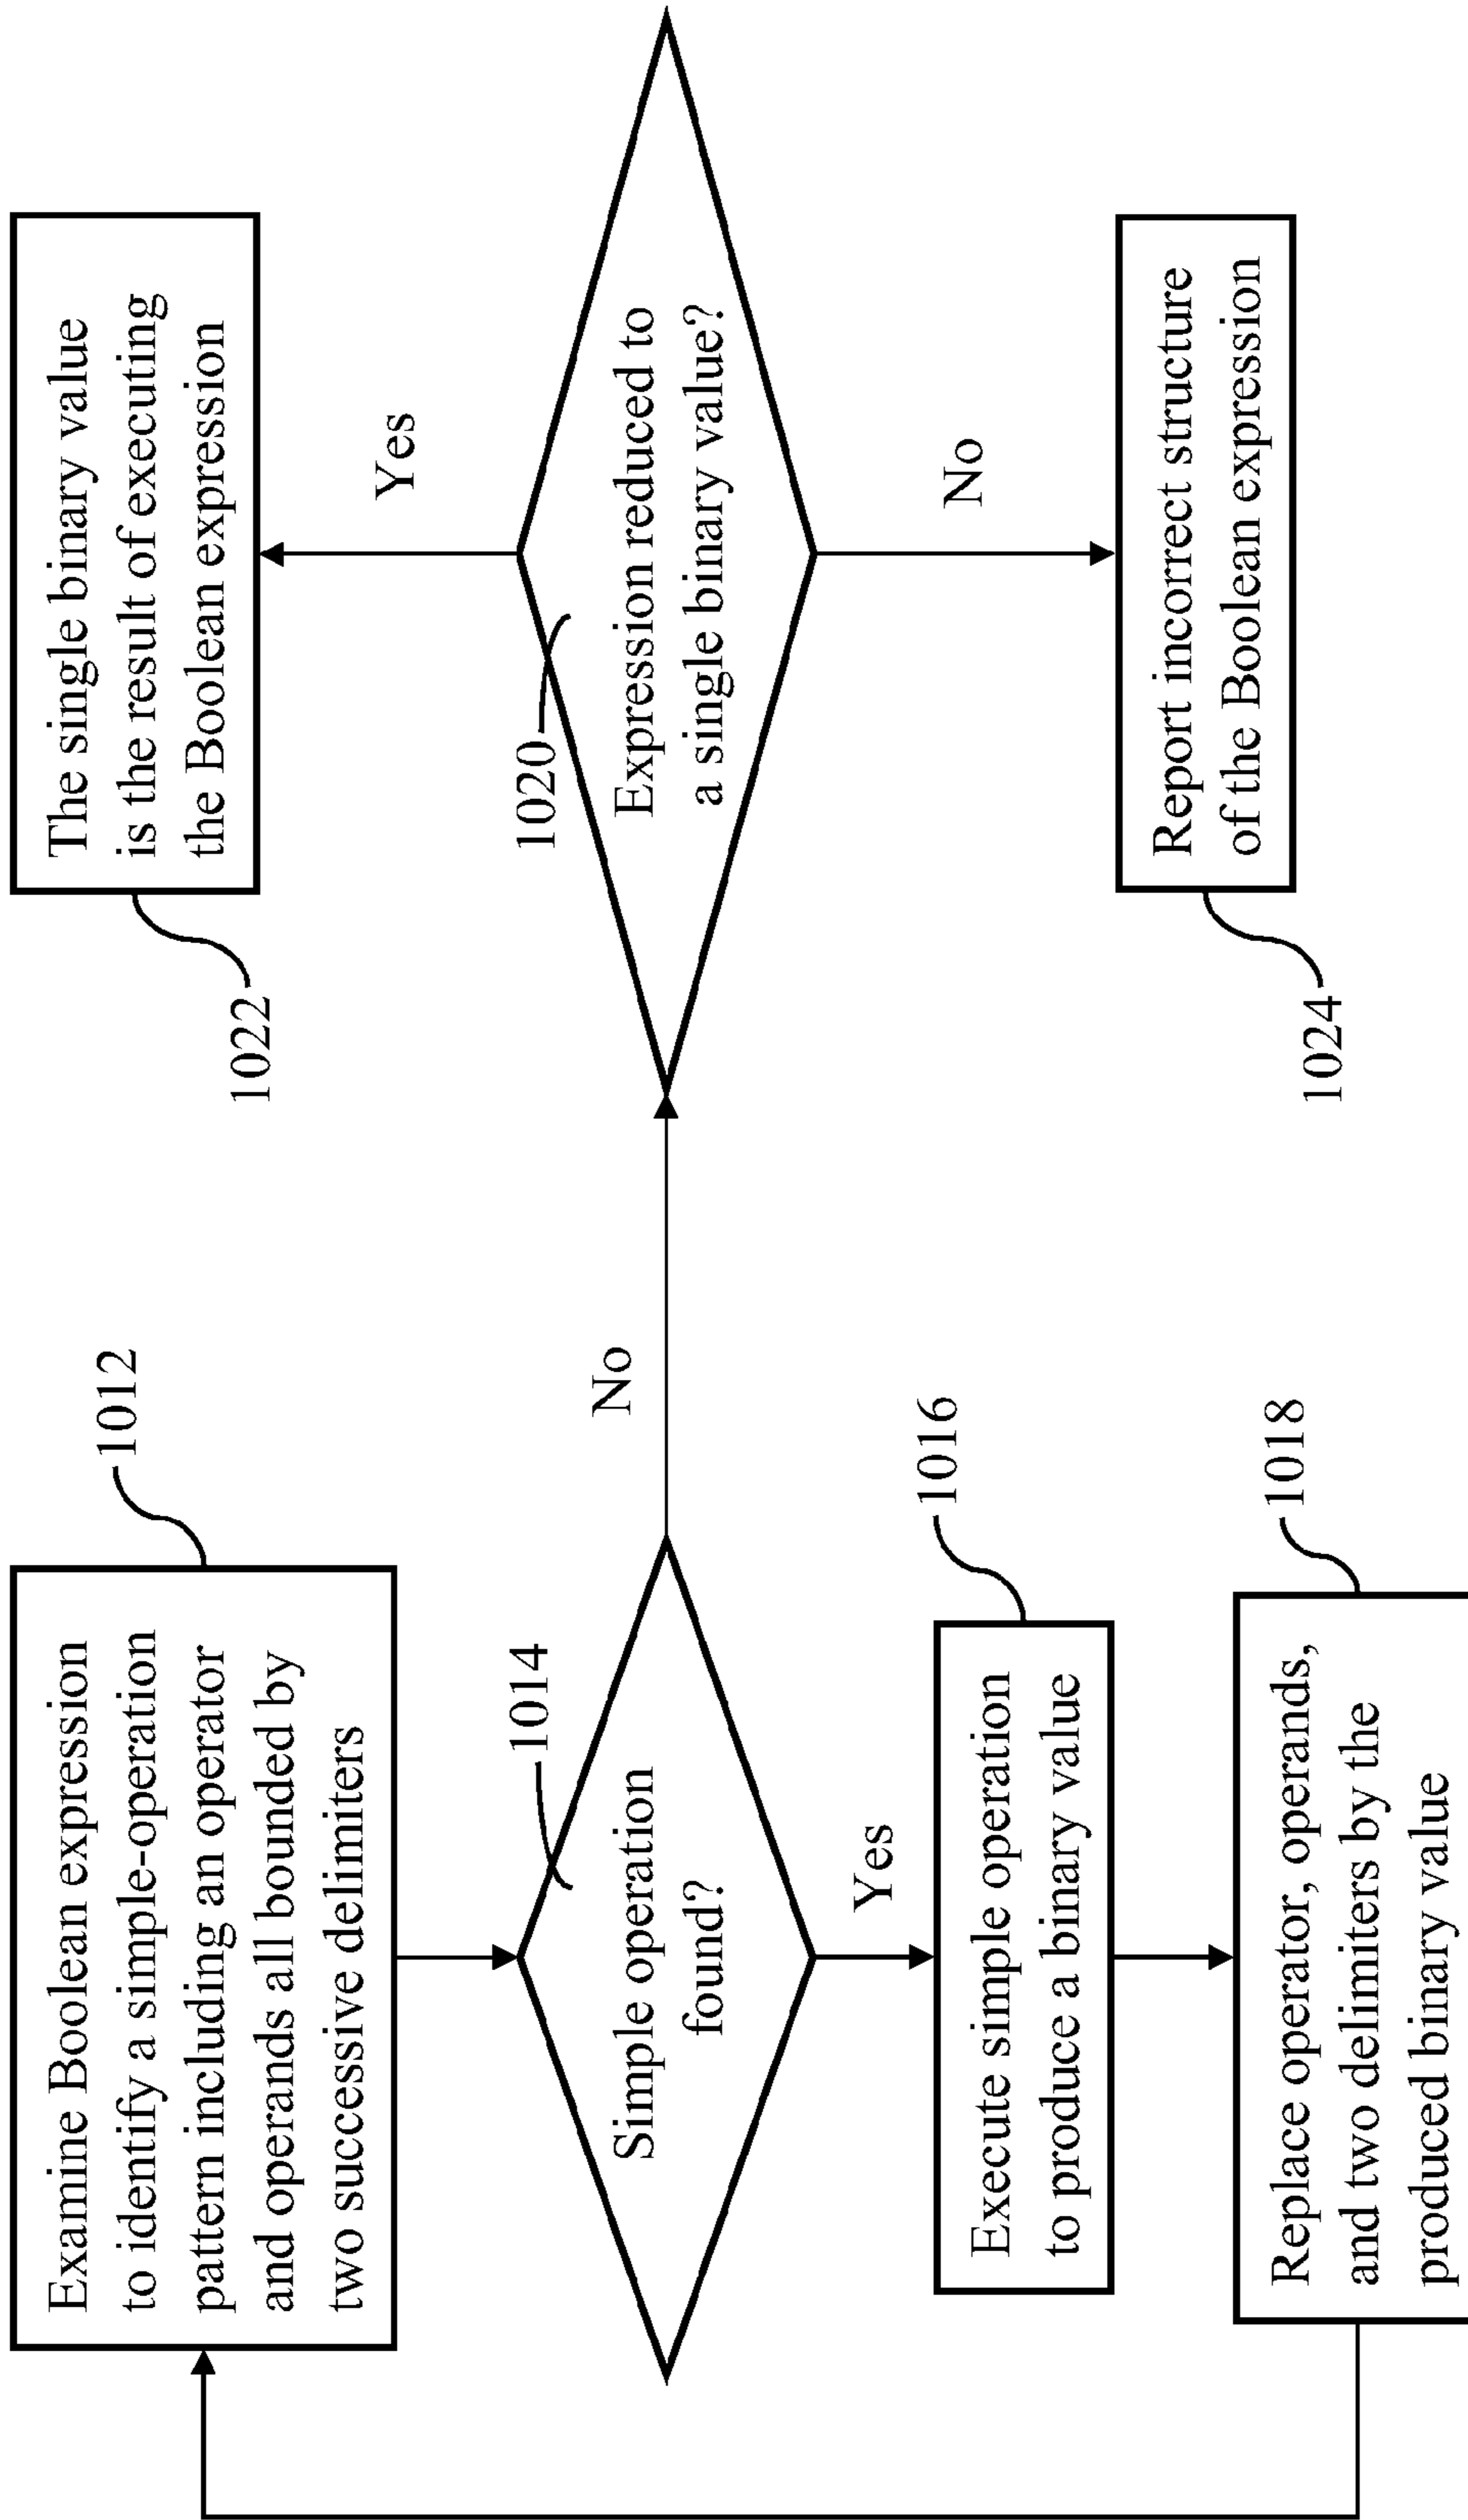 Examine Boolean expression
to identify a simple-operation
pattern including an operator
and operands all bounded by
two successive delimiters
1012
1014
Simple operation
found?
No
Yes
1016
Execute simple operation
to produce a binary value
1018
Replace operator, operands,
and two delimiters by the
produced binary value
1020
Expression reduced to
a single binary value?
Yes
1022
The single binary value
is the result of executing
the Boolean expression
No
1024
Report incorrect structure
of the Boolean expression